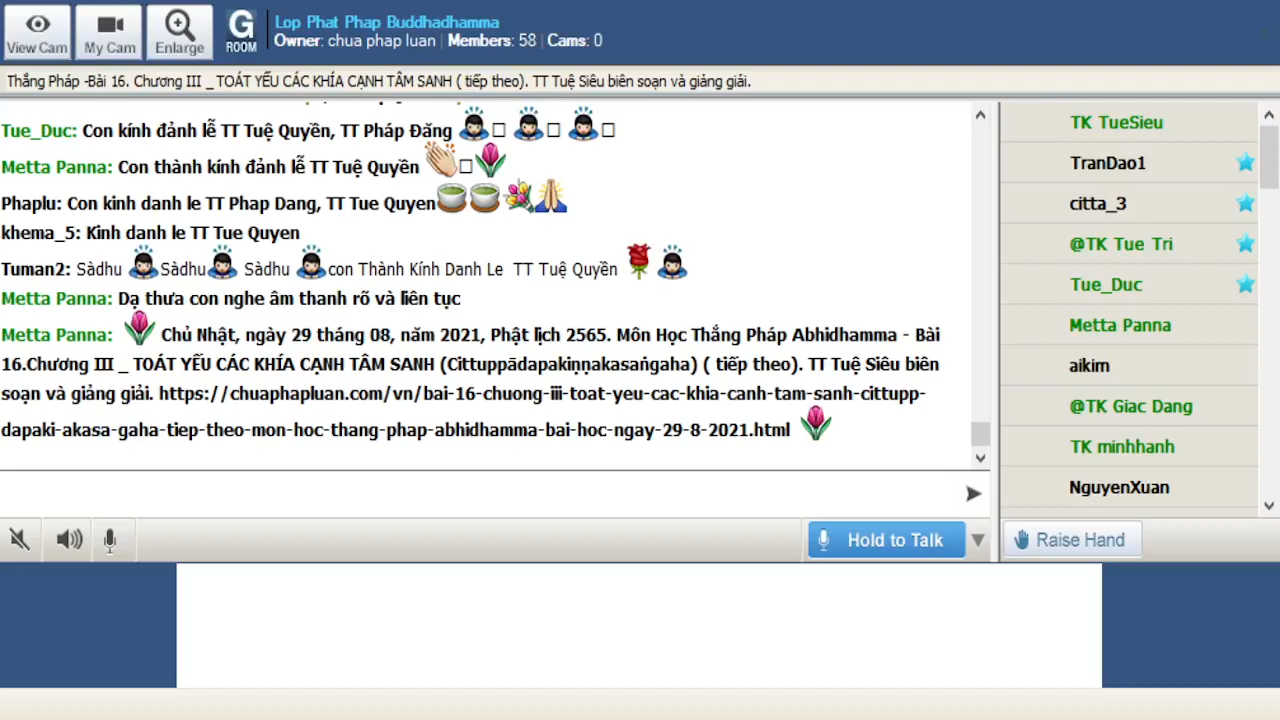 Lop Phat Phap Buddhadhamma
View Cam
My Cam
Enlarge
G
ROOM
Owner: chua phap luan | Members: 58 | Cams: 0
Thắng Pháp -Bài 16. Chương III _ TOÁT YẾU CÁC KHÍA CẠNH TÂM SANH ( tiếp theo). TT Tuệ Siêu biên soạn và giảng giải.
Tue_Duc: Con kính đảnh lễ TT Tuệ Quyền, TT Pháp Đăng
Metta Panna: Con thành kính đảnh lễ TT Tuệ Quyền
Phaplu: Con kinh danh le TT Phap Dang, TT Tue Quyen
khema_5: Kinh danh le TT Tue Quyen
Tuman2: Sàdhu Sàdhu Sàdhu con Thành Kính Danh Le TT Tuệ Quyền
Metta Panna: Dạ thưa con nghe âm thanh rõ và liên tục
Metta Panna: Chủ Nhật, ngày 29 tháng 08, năm 2021, Phật lịch 2565. Môn Học Thắng Pháp Abhidhamma - Bài
16.Chương III _ TOÁT YẾU CÁC KHÍA CẠNH TÂM SANH (Cittuppādapakiṇṇakasaṅgaha) ( tiếp theo). TT Tuệ Siêu biên
soạn và giảng giải. https://chuaphapluan.com/vn/bai-16-chuong-iii-toat-yeu-cac-khia-canh-tam-sanh-cittupp-
dapaki-akasa-gaha-tiep-theo-mon-hoc-thang-phap-abhidhamma-bai-hoc-ngay-29-8-2021.html
TK TueSieu
TranDao1
citta_3
@TK Tue Tri
Tue_Duc
Metta Panna
aikim
@TK Giac Dang
TK minhhanh
NguyenXuan
Hold to Talk
Raise Hand